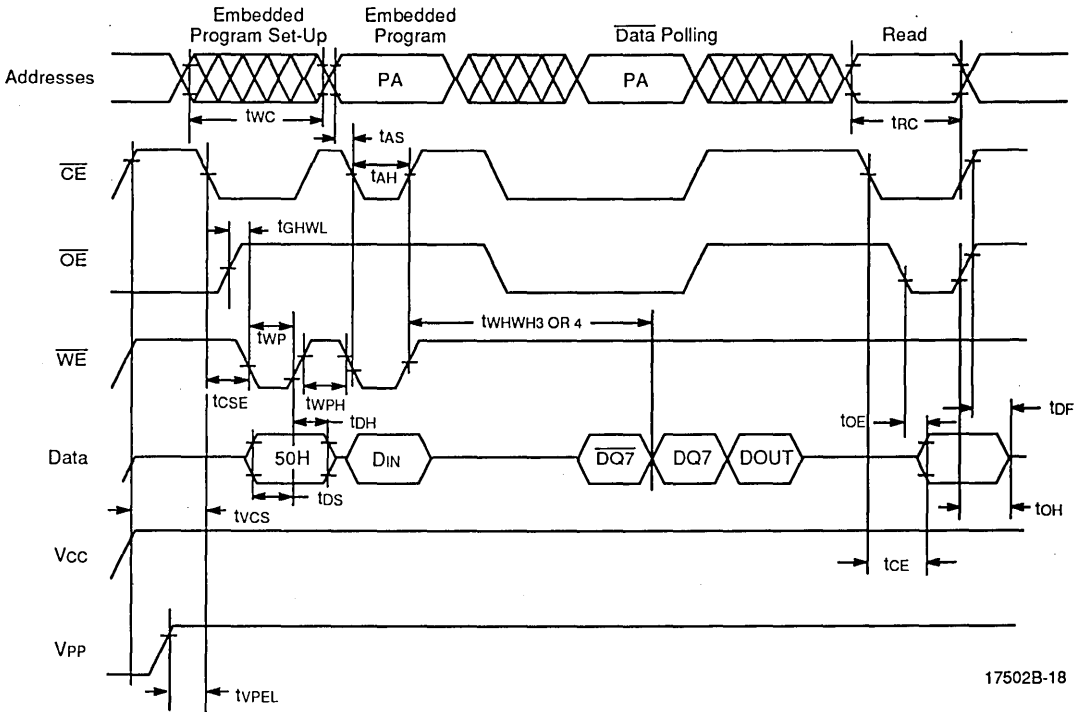 Embedded
Program Set-Up
Embedded
Program
Data Polling
Read
Addresses
PA
PA
tWC
tAS
tRC
CE
tAH
tGHWL
OE
tWP
tWHWH3 OR 4
WE
tCSE
tWPH
tDH
tOE
tDF
Data
50H
DIN
DQ7
DQ7
DOUT
tDS
tVCS
tOH
VCC
tCE
VPP
tVPEL
17502B-18